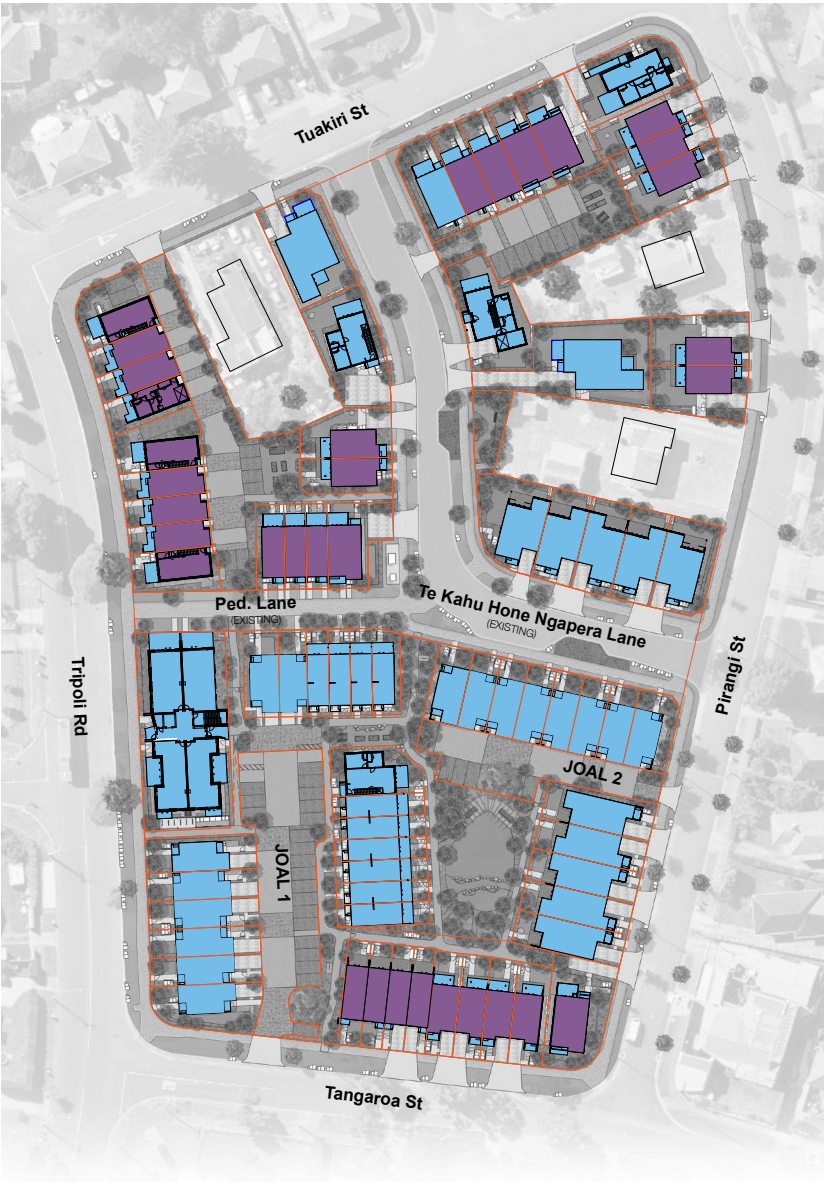 Tuakiri St
Ped. Lane
(EXISTING)
Te Kahu Hone Ngapera Lane
(EXISTING)
Tripoli Rd
Pirangi St
JOAL 2
JOAL 1
Tangaroa St